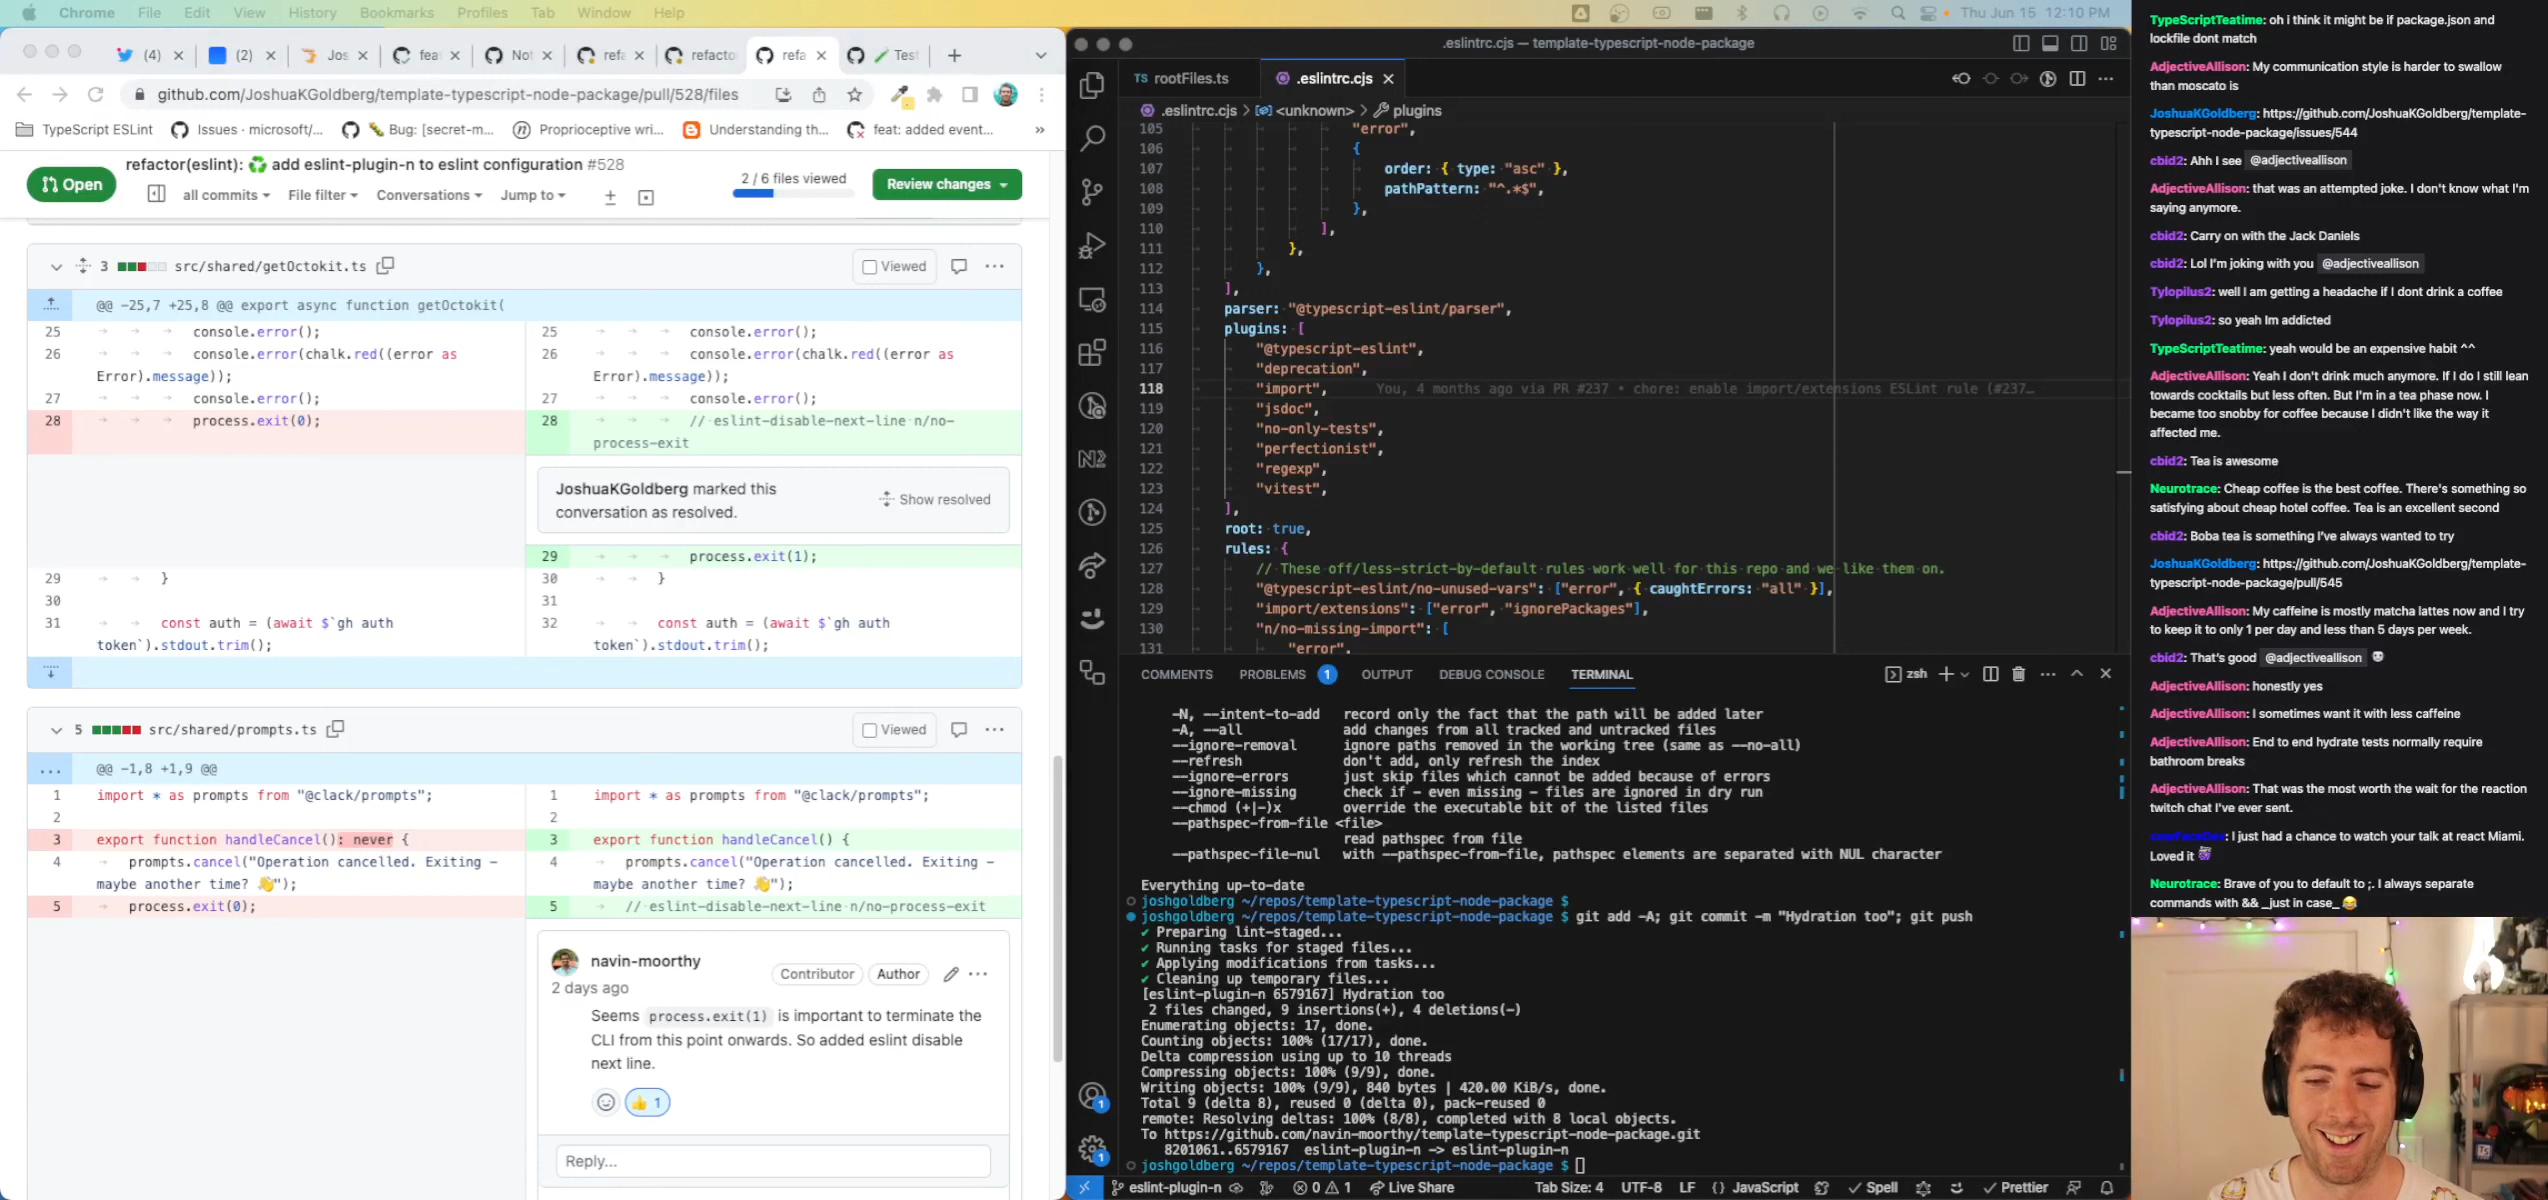 Chrome File Edit View History Bookmarks Profiles Tab Window Help
Thu Jun 15 12:10 PM
(4) (2) Jos feat Not refa refacto refa Test
github.com/JoshuaKGoldberg/template-typescript-node-package/pull/528/files
TypeScript ESLint Issues · microsoft/... Bug: [secret-m... Proprioceptive wri... Understanding th... feat: added event... »
refactor(eslint): ♻️ add eslint-plugin-n to eslint configuration #528
Open
all commits File filter Conversations Jump to
2 / 6 files viewed
Review changes
3 src/shared/getOctokit.ts Viewed
@@ -25,7 +25,8 @@ export async function getOctokit(
25 console.error(); 25 console.error();
26 console.error(chalk.red((error as 26 console.error(chalk.red((error as
Error).message)); Error).message));
27 console.error(); 27 console.error();
28 process.exit(0); 28 // eslint-disable-next-line n/no-
process-exit
JoshuaKGoldberg marked this
conversation as resolved.
Show resolved
29 process.exit(1);
29 } 30 }
30 31
31 const auth = (await $`gh auth 32 const auth = (await $`gh auth
token`).stdout.trim(); token`).stdout.trim();
5 src/shared/prompts.ts Viewed
... @@ -1,8 +1,9 @@
1 import * as prompts from "@clack/prompts"; 1 import * as prompts from "@clack/prompts";
2 2
3 export function handleCancel(): never { 3 export function handleCancel() {
4 prompts.cancel("Operation cancelled. Exiting - 4 prompts.cancel("Operation cancelled. Exiting -
maybe another time? 👋"); maybe another time? 👋");
5 process.exit(0); 5 // eslint-disable-next-line n/no-process-exit
navin-moorthy
Contributor Author
2 days ago
Seems process.exit(1) is important to terminate the
CLI from this point onwards. So added eslint disable
next line.
👍 1
Reply...
.eslintrc.cjs — template-typescript-node-package
TS rootFiles.ts .eslintrc.cjs
.eslintrc.cjs > <unknown> > plugins
105 "error",
106 {
107 order: { type: "asc" },
108 pathPattern: "^.*$",
109 },
110 ],
111 },
112 },
113 ],
114 parser: "@typescript-eslint/parser",
115 plugins: [
116 "@typescript-eslint",
117 "deprecation",
118 "import", You, 4 months ago via PR #237 • chore: enable import/extensions ESLint rule (#237…
119 "jsdoc",
120 "no-only-tests",
121 "perfectionist",
122 "regexp",
123 "vitest",
124 ],
125 root: true,
126 rules: {
127 // These off/less-strict-by-default rules work well for this repo and we like them on.
128 "@typescript-eslint/no-unused-vars": ["error", { caughtErrors: "all" }],
129 "import/extensions": ["error", "ignorePackages"],
130 "n/no-missing-import": [
131 "error",
COMMENTS PROBLEMS 1 OUTPUT DEBUG CONSOLE TERMINAL
zsh
-N, --intent-to-add record only the fact that the path will be added later
-A, --all add changes from all tracked and untracked files
--ignore-removal ignore paths removed in the working tree (same as --no-all)
--refresh don't add, only refresh the index
--ignore-errors just skip files which cannot be added because of errors
--ignore-missing check if - even missing - files are ignored in dry run
--chmod (+|-)x override the executable bit of the listed files
--pathspec-from-file <file>
read pathspec from file
--pathspec-file-nul with --pathspec-from-file, pathspec elements are separated with NUL character
Everything up-to-date
joshgoldberg ~/repos/template-typescript-node-package $
joshgoldberg ~/repos/template-typescript-node-package $ git add -A; git commit -m "Hydration too"; git push
✔ Preparing lint-staged...
✔ Running tasks for staged files...
✔ Applying modifications from tasks...
✔ Cleaning up temporary files...
[eslint-plugin-n 6579167] Hydration too
2 files changed, 9 insertions(+), 4 deletions(-)
Enumerating objects: 17, done.
Counting objects: 100% (17/17), done.
Delta compression using up to 10 threads
Compressing objects: 100% (9/9), done.
Writing objects: 100% (9/9), 840 bytes | 420.00 KiB/s, done.
Total 9 (delta 8), reused 0 (delta 0), pack-reused 0
remote: Resolving deltas: 100% (8/8), completed with 8 local objects.
To https://github.com/navin-moorthy/template-typescript-node-package.git
8201061..6579167 eslint-plugin-n -> eslint-plugin-n
joshgoldberg ~/repos/template-typescript-node-package $
1
1
eslint-plugin-n 0 1 Live Share Tab Size: 4 UTF-8 LF {} JavaScript Spell Prettier
TypeScriptTeatime: oh i think it might be if package.json and
lockfile dont match
AdjectiveAllison: My communication style is harder to swallow
than moscato is
JoshuaKGoldberg: https://github.com/JoshuaKGoldberg/template-
typescript-node-package/issues/544
cbid2: Ahh I see @adjectiveallison
AdjectiveAllison: that was an attempted joke. I don't know what I'm
saying anymore.
cbid2: Carry on with the Jack Daniels
cbid2: Lol I'm joking with you @adjectiveallison
Tylopilus2: well I am getting a headache if I dont drink a coffee
Tylopilus2: so yeah Im addicted
TypeScriptTeatime: yeah would be an expensive habit ^^
AdjectiveAllison: Yeah I don't drink much anymore. If I do I still lean
towards cocktails but less often. But I'm in a tea phase now. I
became too snobby for coffee because I didn't like the way it
affected me.
cbid2: Tea is awesome
Neurotrace: Cheap coffee is the best coffee. There's something so
satisfying about cheap hotel coffee. Tea is an excellent second
cbid2: Boba tea is something I've always wanted to try
JoshuaKGoldberg: https://github.com/JoshuaKGoldberg/template-
typescript-node-package/pull/545
AdjectiveAllison: My caffeine is mostly matcha lattes now and I try
to keep it to only 1 per day and less than 5 days per week.
cbid2: That's good @adjectiveallison
AdjectiveAllison: honestly yes
AdjectiveAllison: I sometimes want it with less caffeine
AdjectiveAllison: End to end hydrate tests normally require
bathroom breaks
AdjectiveAllison: That was the most worth the wait for the reaction
twitch chat I've ever sent.
: I just had a chance to watch your talk at react Miami.
Loved it
Neurotrace: Brave of you to default to ;. I always separate
commands with && _just in case_ 😂